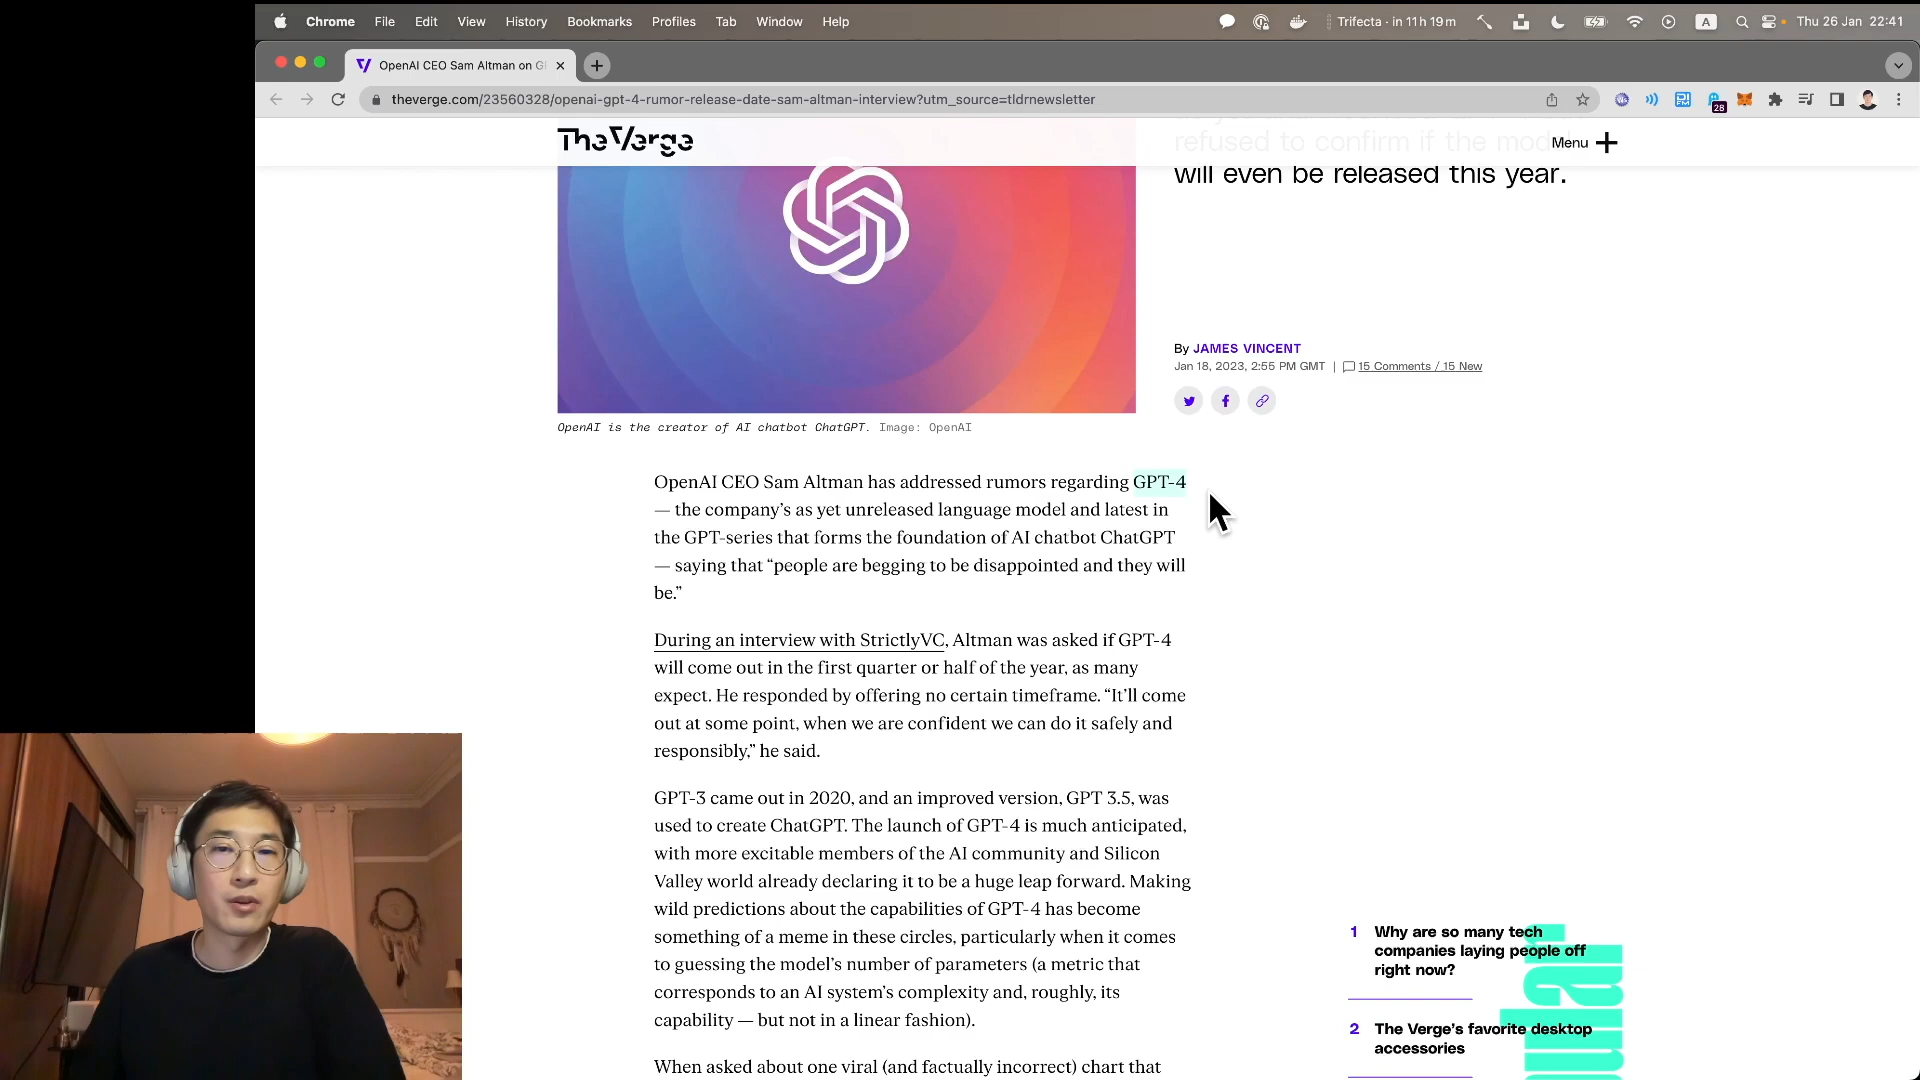 Chrome File Edit View History Bookmarks Profiles Tab Window Help
Trifecta · in 11 h 19 m
A
Thu 26 Jan 22:41
OpenAI CEO Sam Altman on G
theverge.com/23560328/openai-gpt-4-rumor-release-date-sam-altman-interview?utm_source=tldrnewsletter
28
The Verge
Menu
refused to confirm if the mod
will even be released this year.
By JAMES VINCENT
Jan 18, 2023, 2:55 PM GMT | 15 Comments / 15 New
OpenAI is the creator of AI chatbot ChatGPT. Image: OpenAI
OpenAI CEO Sam Altman has addressed rumors regarding GPT-4
— the company’s as yet unreleased language model and latest in
the GPT-series that forms the foundation of AI chatbot ChatGPT
— saying that “people are begging to be disappointed and they will
be.”
During an interview with StrictlyVC, Altman was asked if GPT-4
will come out in the first quarter or half of the year, as many
expect. He responded by offering no certain timeframe. “It’ll come
out at some point, when we are confident we can do it safely and
responsibly,” he said.
GPT-3 came out in 2020, and an improved version, GPT 3.5, was
used to create ChatGPT. The launch of GPT-4 is much anticipated,
with more excitable members of the AI community and Silicon
Valley world already declaring it to be a huge leap forward. Making
wild predictions about the capabilities of GPT-4 has become
something of a meme in these circles, particularly when it comes
to guessing the model’s number of parameters (a metric that
corresponds to an AI system’s complexity and, roughly, its
capability — but not in a linear fashion).
When asked about one viral (and factually incorrect) chart that
1 Why are so many tech
companies laying people off
right now?
2 The Verge’s favorite desktop
accessories